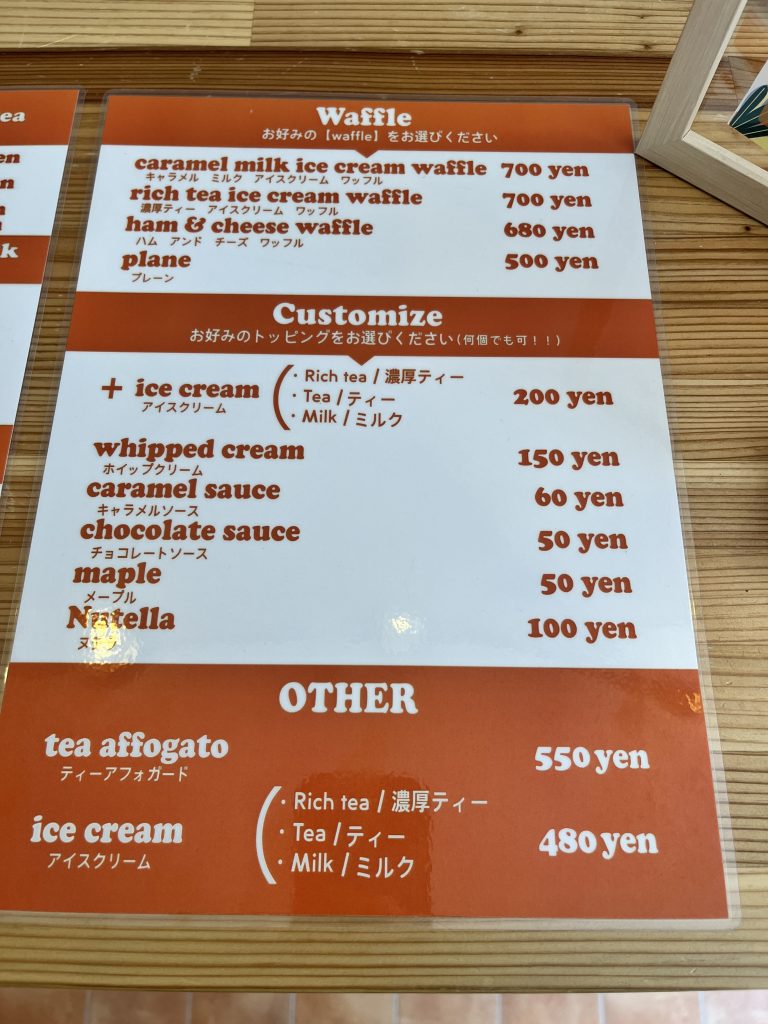 ea
en
n
k
Waffle
お好みの【waffle】をお選びください
caramel milk ice cream waffle 700 yen
キャラメル ミルク アイスクリーム ワッフル
rich tea ice cream waffle 700 yen
濃厚ティー アイスクリーム ワッフル
ham & cheese waffle 680 yen
ハム アンド チーズ ワッフル
plane 500 yen
プレーン
Customize
お好みのトッピングをお選びください(何個でも可!!)
+ ice cream 200 yen
アイスクリーム
・Rich tea / 濃厚ティー
・Tea / ティー
・Milk / ミルク
whipped cream 150 yen
ホイップクリーム
caramel sauce 60 yen
キャラメルソース
chocolate sauce 50 yen
チョコレートソース
maple 50 yen
メープル
Nutella 100 yen
OTHER
tea affogato 550 yen
ティーアフォガード
ice cream 480 yen
アイスクリーム
・Rich tea / 濃厚ティー
・Tea / ティー
・Milk / ミルク